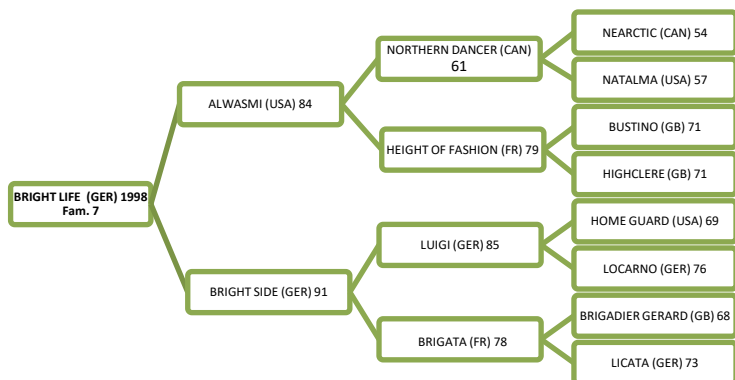 NEARCTIC (CAN) 54
NORTHERN DANCER (CAN)
61
NATALMA (USA) 57
ALWASMI (USA) 84
BUSTINO (GB) 71
HEIGHT OF FASHION (FR) 79
HIGHCLERE (GB) 71
BRIGHT LIFE (GER) 1998
Fam. 7
HOME GUARD (USA) 69
LUIGI (GER) 85
LOCARNO (GER) 76
BRIGHT SIDE (GER) 91
BRIGADIER GERARD (GB) 68
BRIGATA (FR) 78
LICATA (GER) 73